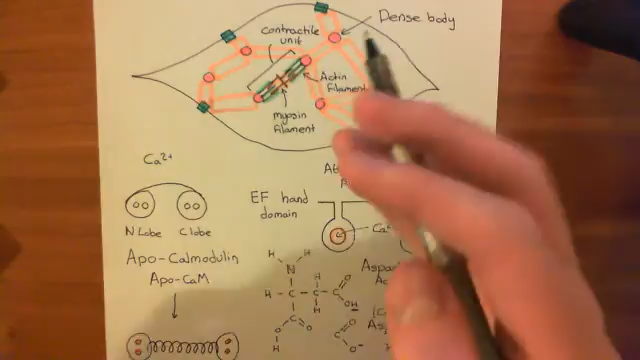 Dense body
Contractile
unit
Actin
filament
myosin
filament
Ca2+
EF hand
domain
N Lobe
C lobe
Apo-Calmodulin
Apo-CaM
H
H
N
H
H
H - C - C - C
O
OH
H
C
O
O
H
C
O
O-